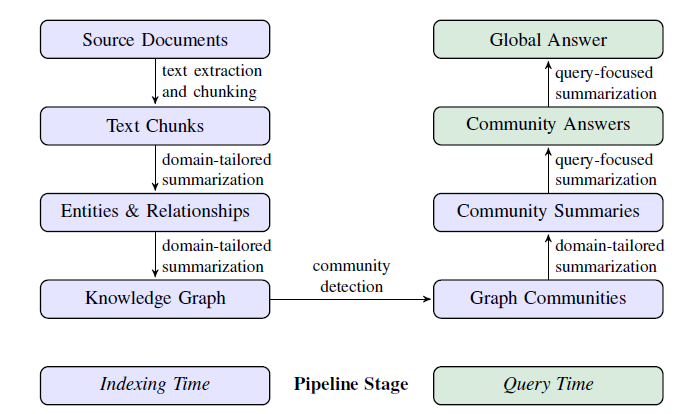 Source Documents
text extraction
and chunking
Text Chunks
domain-tailored
summarization
Entities & Relationships
domain-tailored
summarization
Knowledge Graph
community
detection
Graph Communities
domain-tailored
summarization
Community Summaries
query-focused
summarization
Community Answers
query-focused
summarization
Global Answer
Indexing Time
Pipeline Stage
Query Time